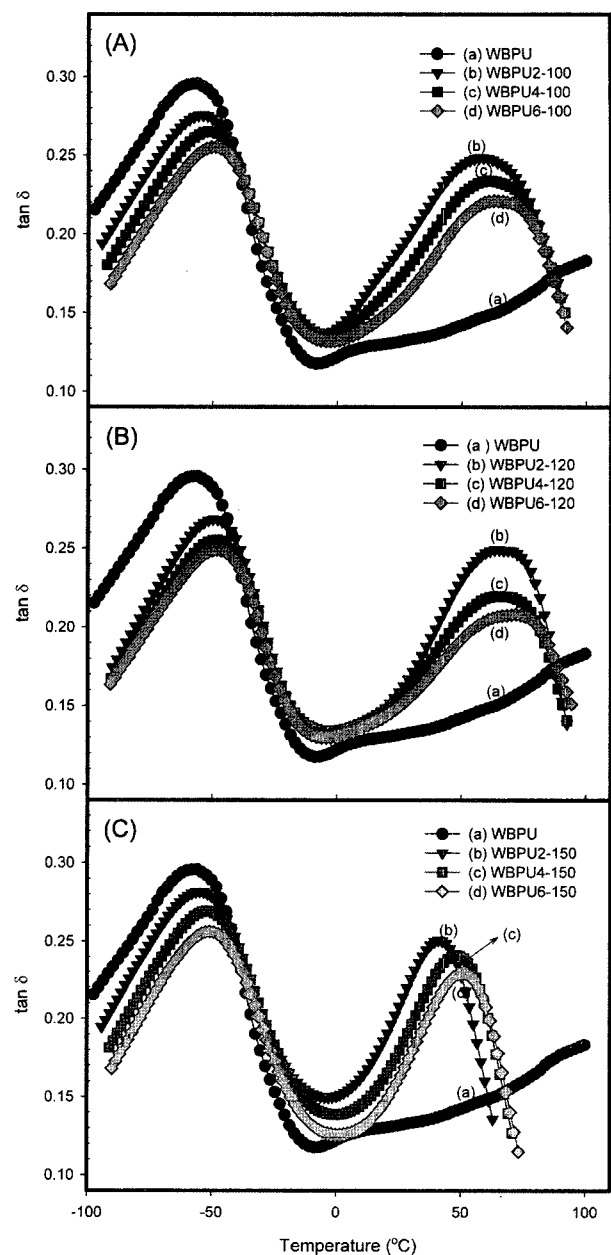 (A)
(a) WBPU
(b) WBPU2-100
(c) WBPU4-100
(d) WBPU6-100
0.30
0.25
0.20
0.15
0.10
tan δ
(b)
(c)
(d)
(a)
(B)
(a ) WBPU
(b) WBPU2-120
(c) WBPU4-120
(d) WBPU6-120
0.30
0.25
0.20
0.15
0.10
tan δ
(b)
(c)
(d)
(a)
(C)
(a) WBPU
(b) WBPU2-150
(c) WBPU4-150
(d) WBPU6-150
0.30
0.25
0.20
0.15
0.10
tan δ
(b)
(c)
(a)
-100 -50 0 50 100
Temperature (°C)